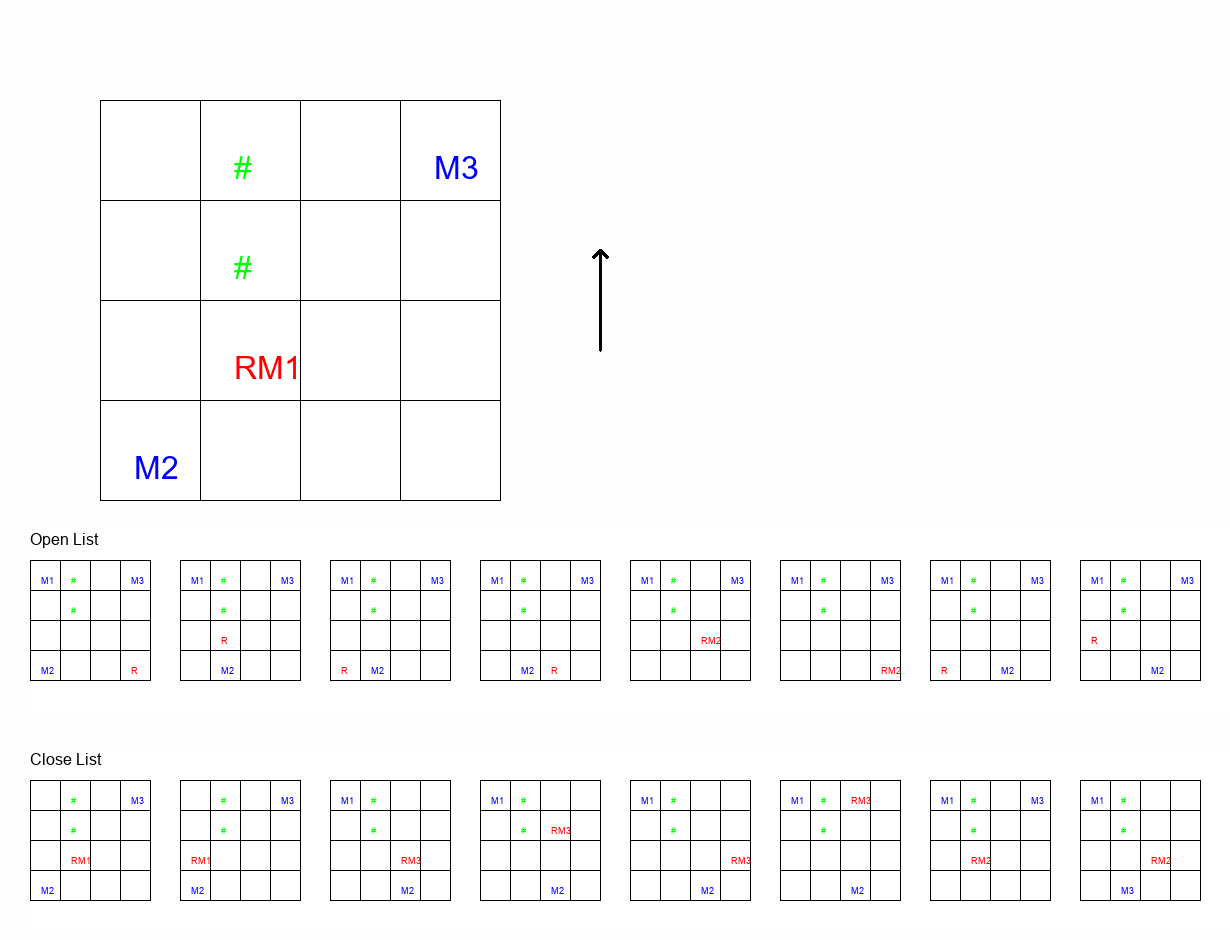 # M3
#
RM1
M2
Open List
M1 # M3 M1 # M3 M1 # M3 M1 # M3 M1 # M3 M1 # M3 M1 # M3 M1 # M3
# # # # # # # #
R RM2 R
M2 R M2 R M2 M2 R RM2 R M2 M2
Close List
# M3 # M3 M1 # M1 # M1 # M1 # RM3 M1 # M3 M1 #
# # # # RM3 # # # #
RM1 RM1 RM3 RM3 RM2 RM2
M2 M2 M2 M2 M2 M2 M3